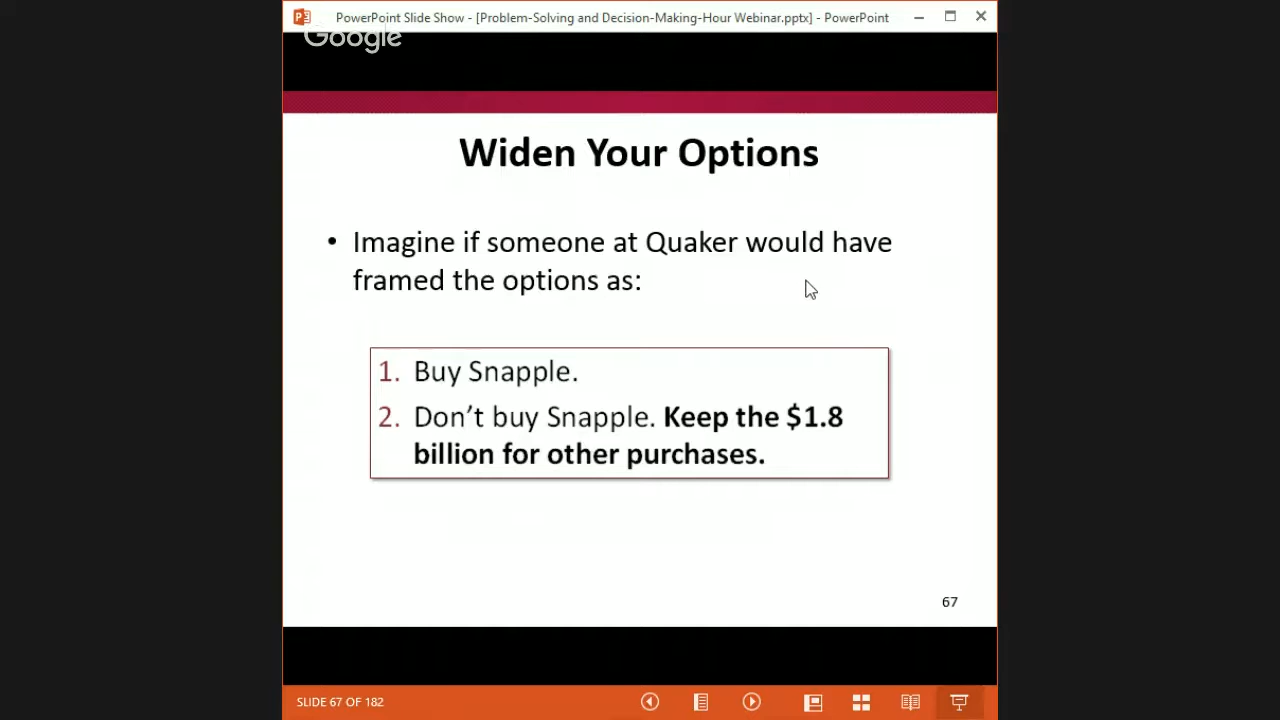 PowerPoint Slide Show - [Problem-Solving and Decision-Making-Hour Webinar.pptx] - PowerPoint
Google
Widen Your Options
• Imagine if someone at Quaker would have
framed the options as:
1. Buy Snapple.
2. Don't buy Snapple. Keep the $1.8
billion for other purchases.
67
SLIDE 67 OF 182